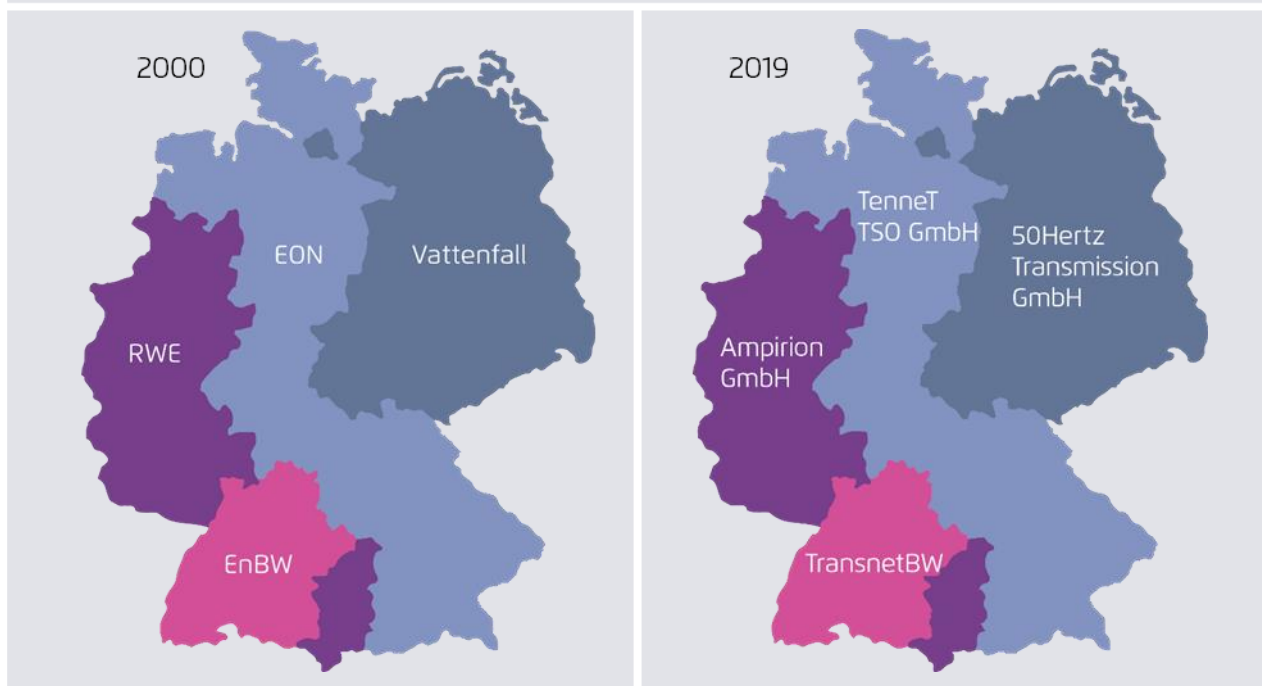 2000
EON
Vattenfall
RWE
EnBW
2019
TenneT
TSO GmbH
50Hertz
Transmission
GmbH
Ampirion
GmbH
TransnetBW